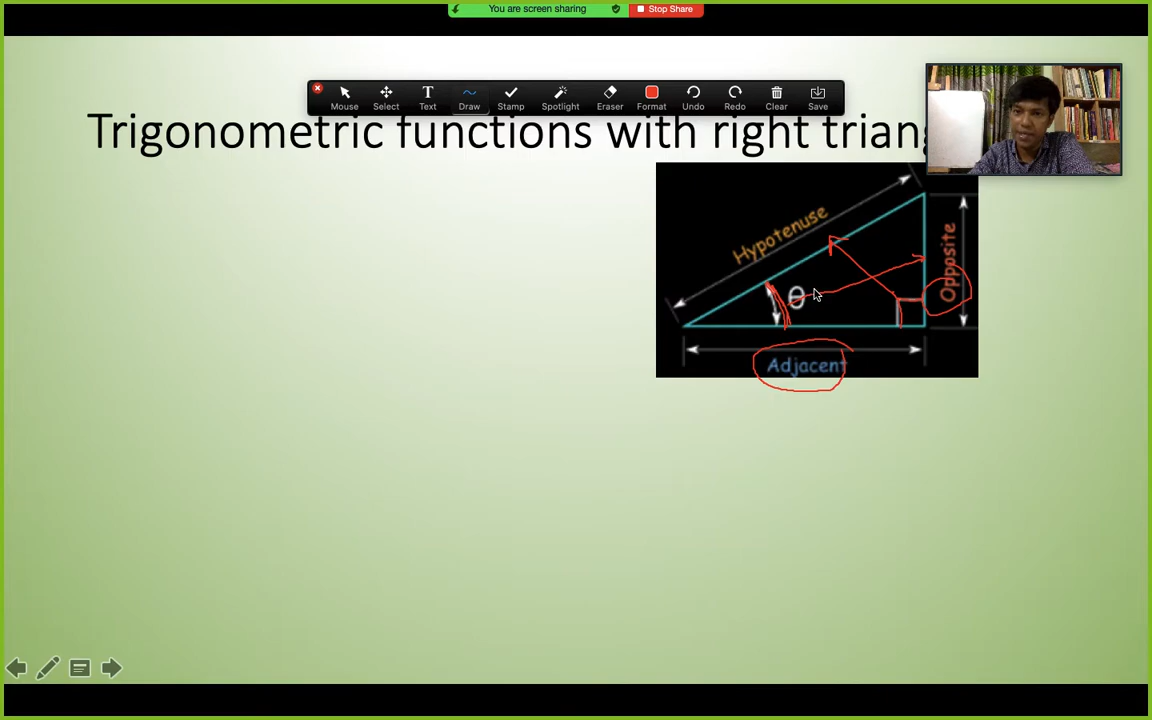 You are screen sharing
Stop Share
Mouse
Select
Text
Draw
Stamp
Spotlight
Eraser
Format
Undo
Redo
Clear
Save
Trigonometric functions with right
Hypotenuse
θ
Opposite
Adjacent